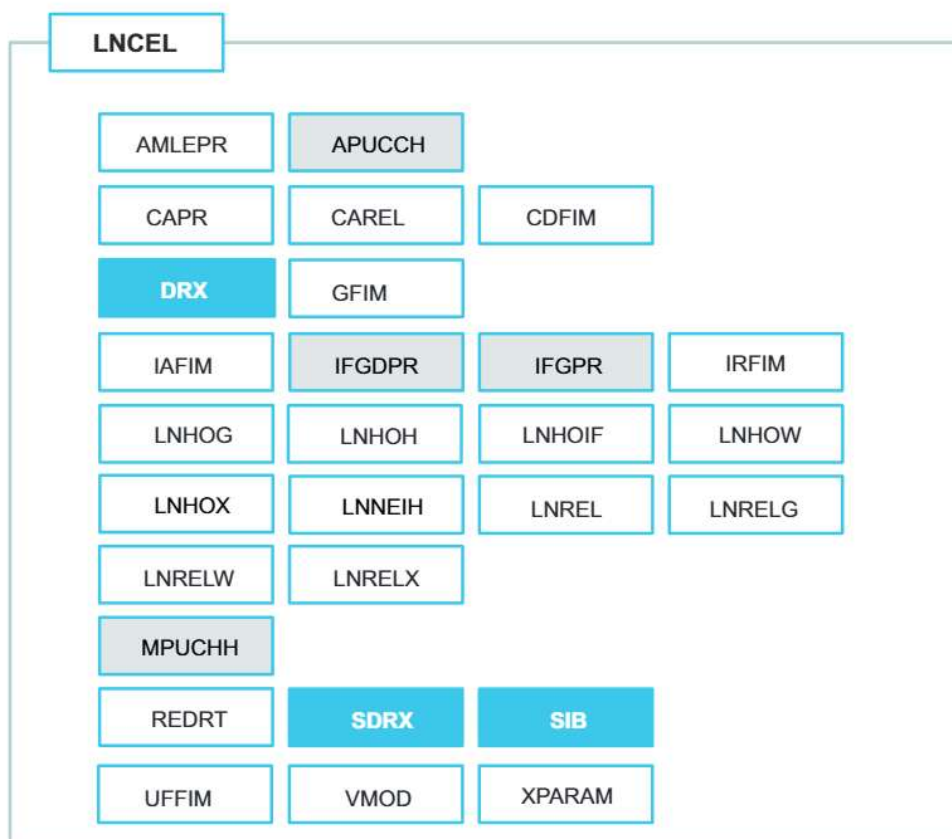 LNCEL
AMLEPR APUCCH
CAPR CAREL CDFIM
DRX GFIM
IAFIM IFGDPR IFGPR IRFIM
LNHOG LNHOH LNHOIF LNHOW
LNHOX LNNEIH LNREL LNRELG
LNRELW LNRELX
MPUCHH
REDRT SDRX SIB
UFFIM VMOD XPARAM